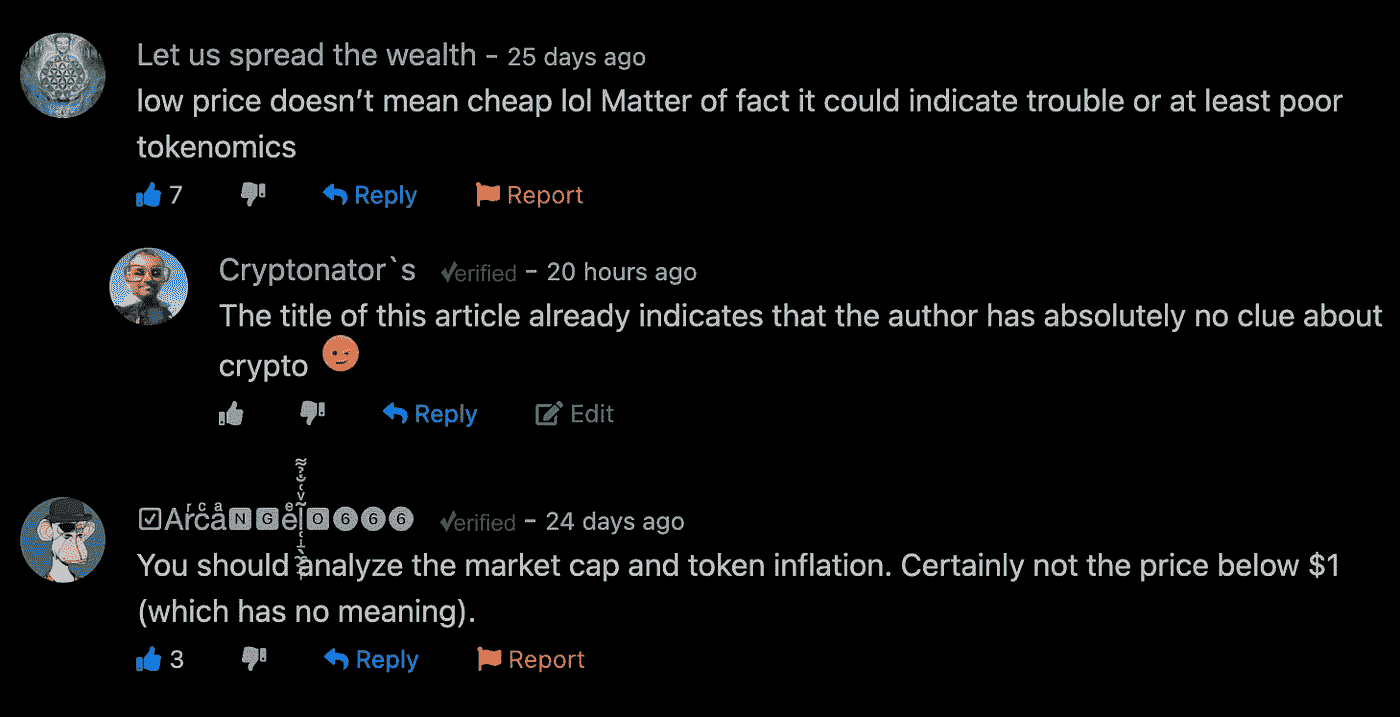 Let us spread the wealth – 25 days ago
low price doesn’t mean cheap lol Matter of fact it could indicate trouble or at least poor
tokenomics
7 Reply Report
Cryptonator`s √erified – 20 hours ago
The title of this article already indicates that the author has absolutely no clue about
crypto
Reply Edit
☑Arͬcͨaͣ🅽🅶eͤl🄾➏➏➏ √erified – 24 days ago
You should analyze the market cap and token inflation. Certainly not the price below $1
(which has no meaning).
3 Reply Report